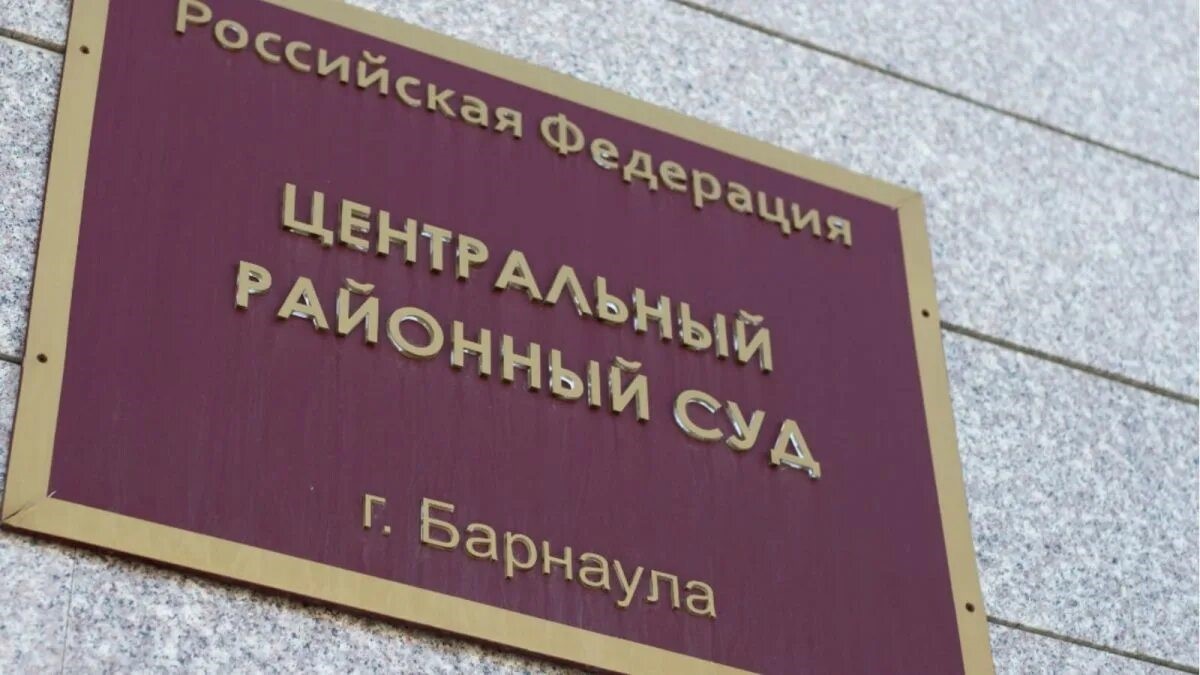 Российская Федерация
ЦЕНТРАЛЬНЫЙ
РАЙОННЫЙ СУД
г. Барнаула